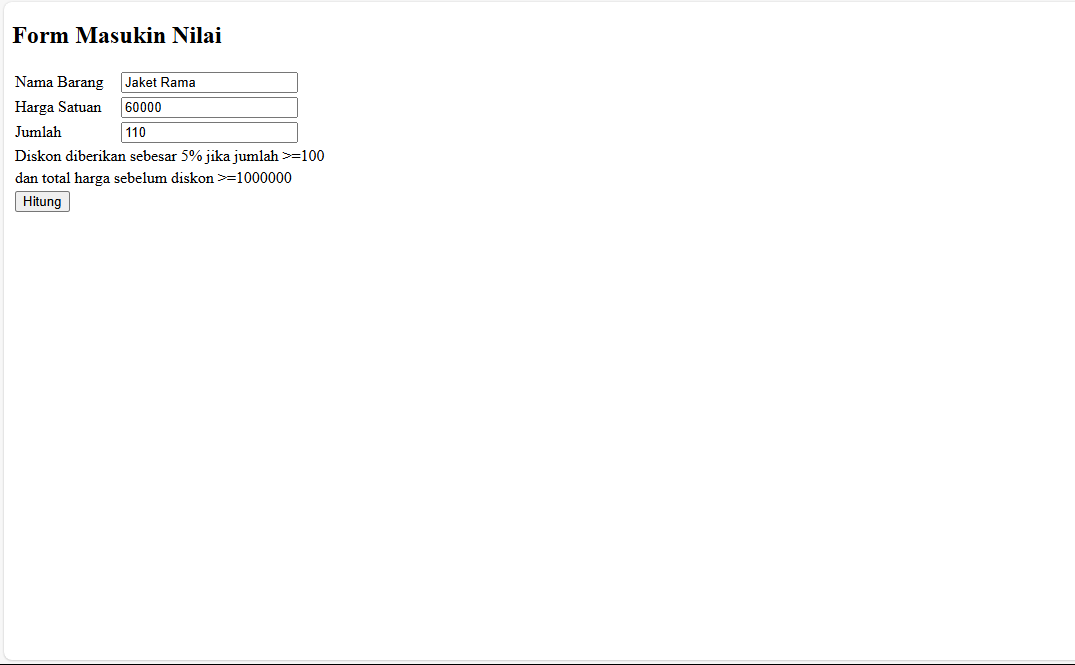 Form Masukin Nilai
Nama Barang Jaket Rama
Harga Satuan 60000
Jumlah 110
Diskon diberikan sebesar 5% jika jumlah >=100
dan total harga sebelum diskon >=1000000
Hitung